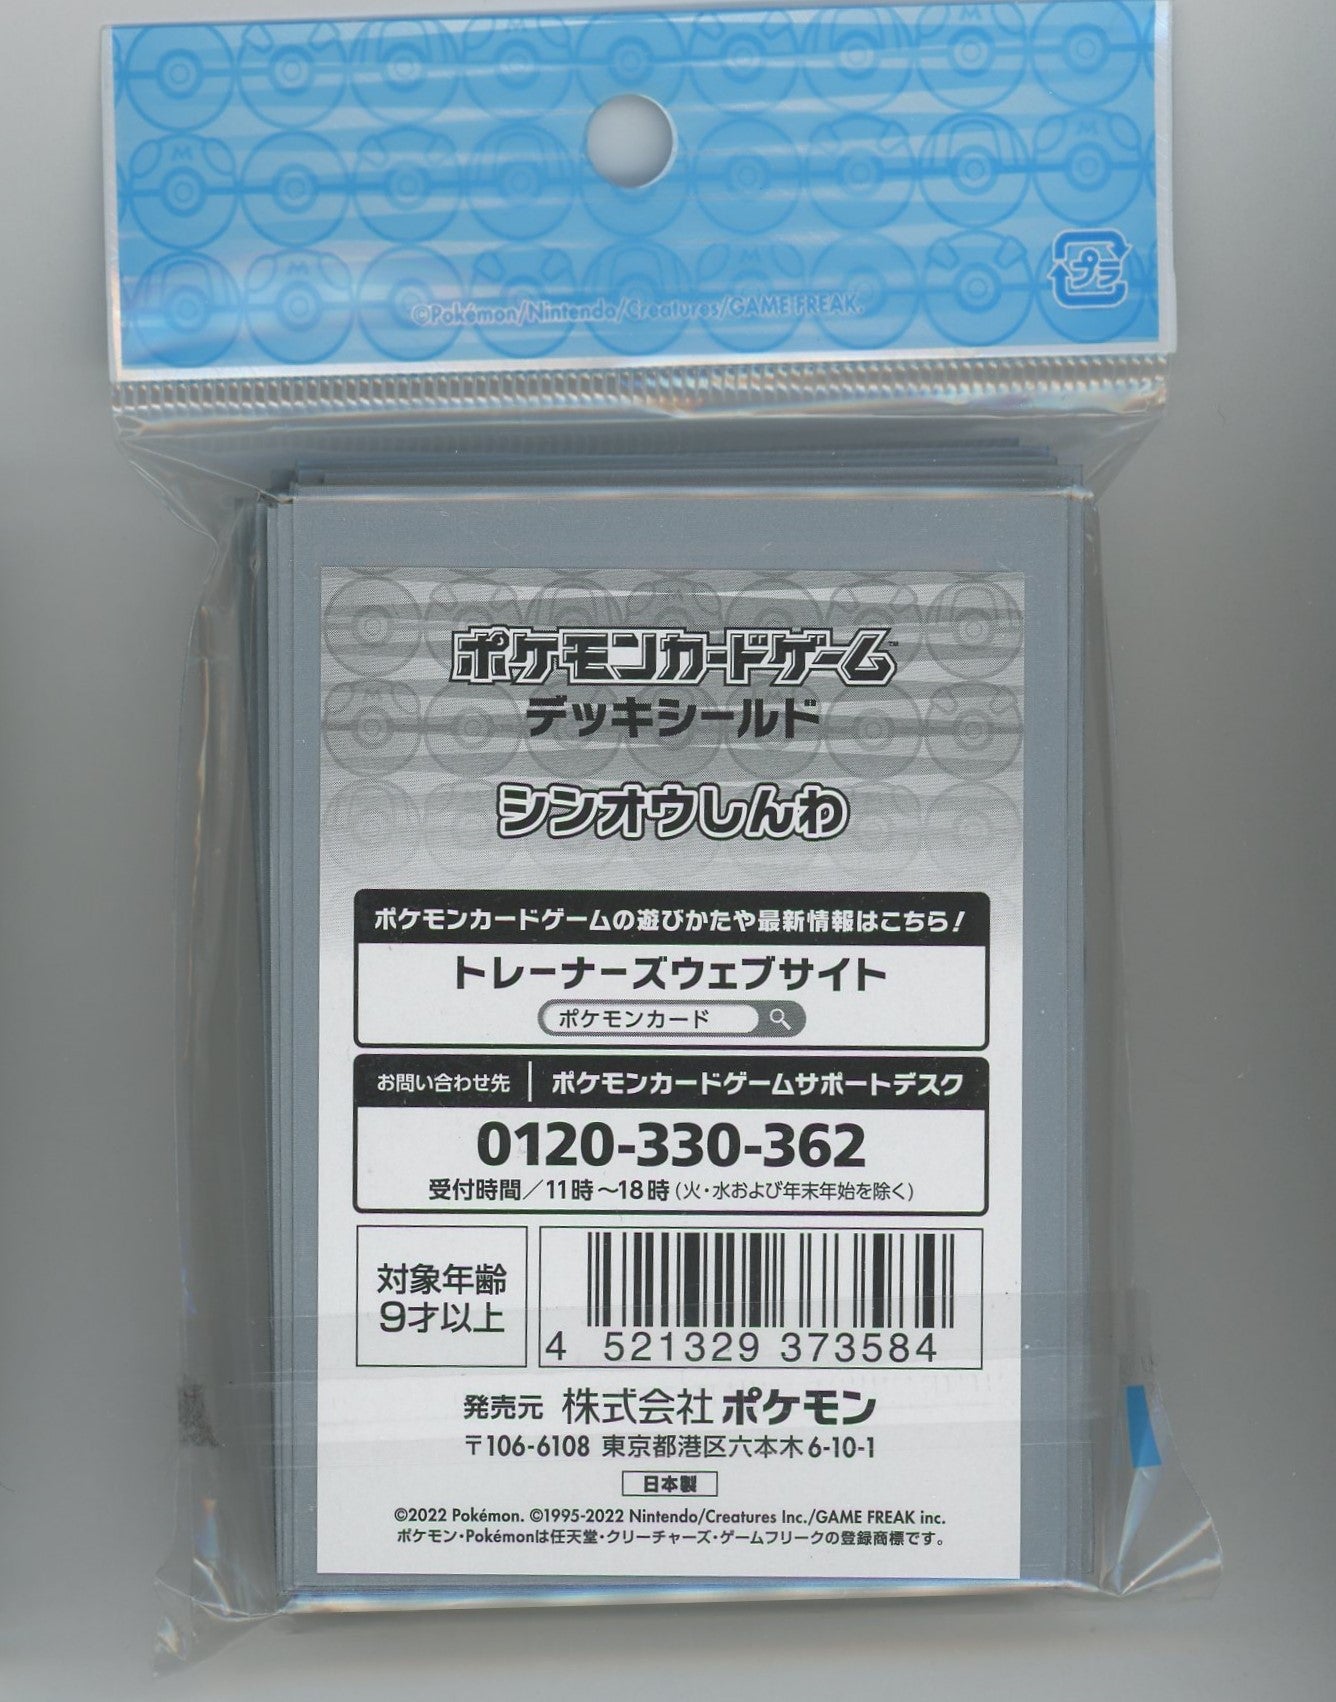 ©Pokémon/Nintendo/Creatures/GAME FREAK.
プラ
ポケモンカードゲーム™
デッキシールド
シンオウしんわ
ポケモンカードゲームの遊びかたや最新情報はこちら!
トレーナーズウェブサイト
ポケモンカード
お問い合わせ先 | ポケモンカードゲームサポートデスク
0120-330-362
受付時間／11時～18時(火・水および年末年始を除く)
対象年齢
9才以上
4 521329 373584
発売元 株式会社ポケモン
〒106-6108 東京都港区六本木6-10-1
日本製
©2022 Pokémon. ©1995-2022 Nintendo/Creatures Inc./GAME FREAK inc.
ポケモン・Pokémonは任天堂・クリーチャーズ・ゲームフリークの登録商標です。